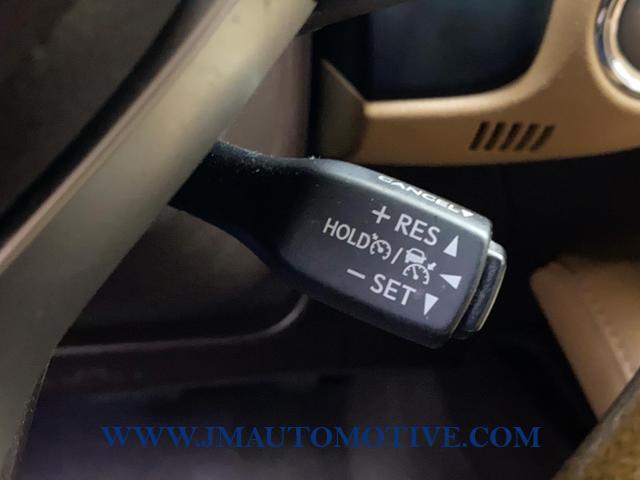 CANCEL
+ RES
HOLD /
- SET
WWW.JMAUTOMOTIVE.COM